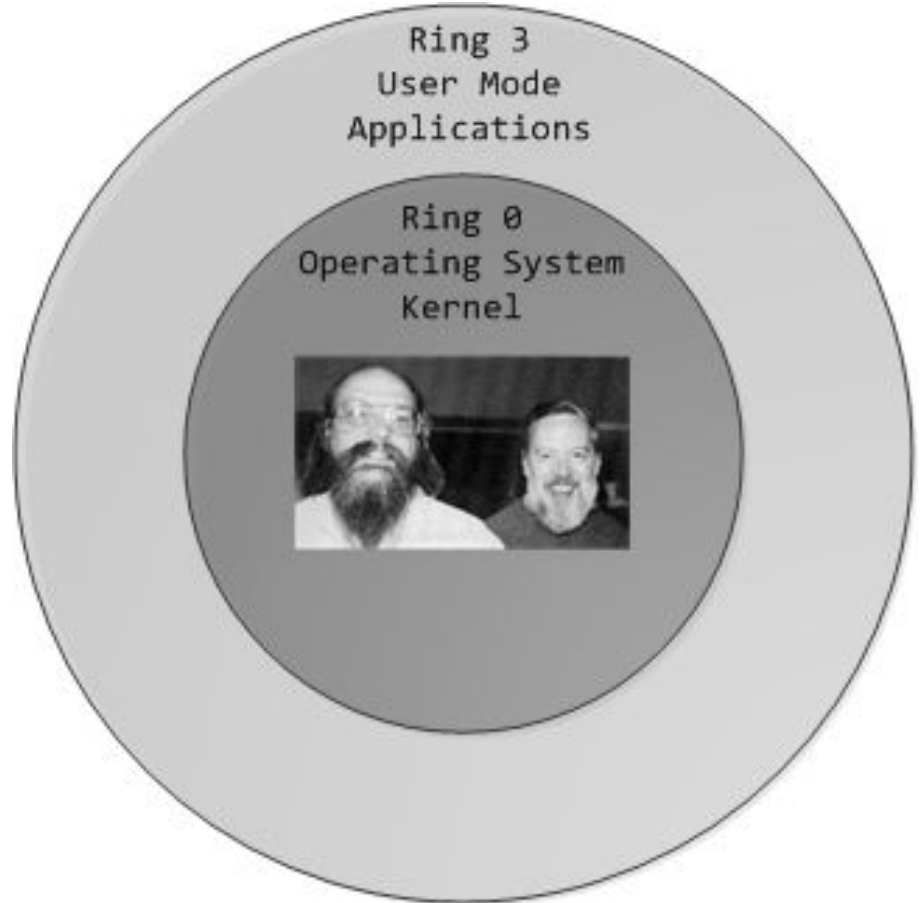 Ring 3
User Mode
Applications
Ring 0
Operating System
Kernel